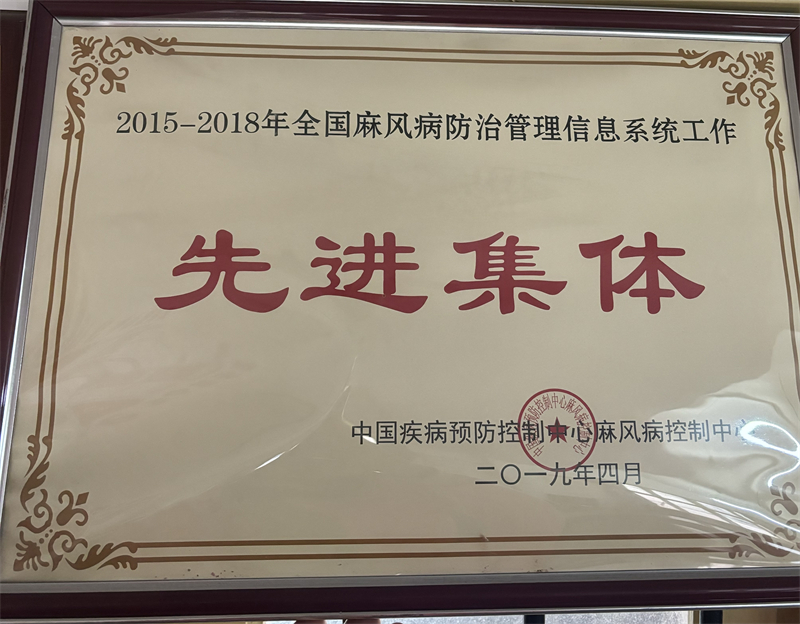 2015-2018年全国麻风病防治管理信息系统工作
先进集体
中国疾病预防控制中心麻风病控制中心
二〇一九年四月